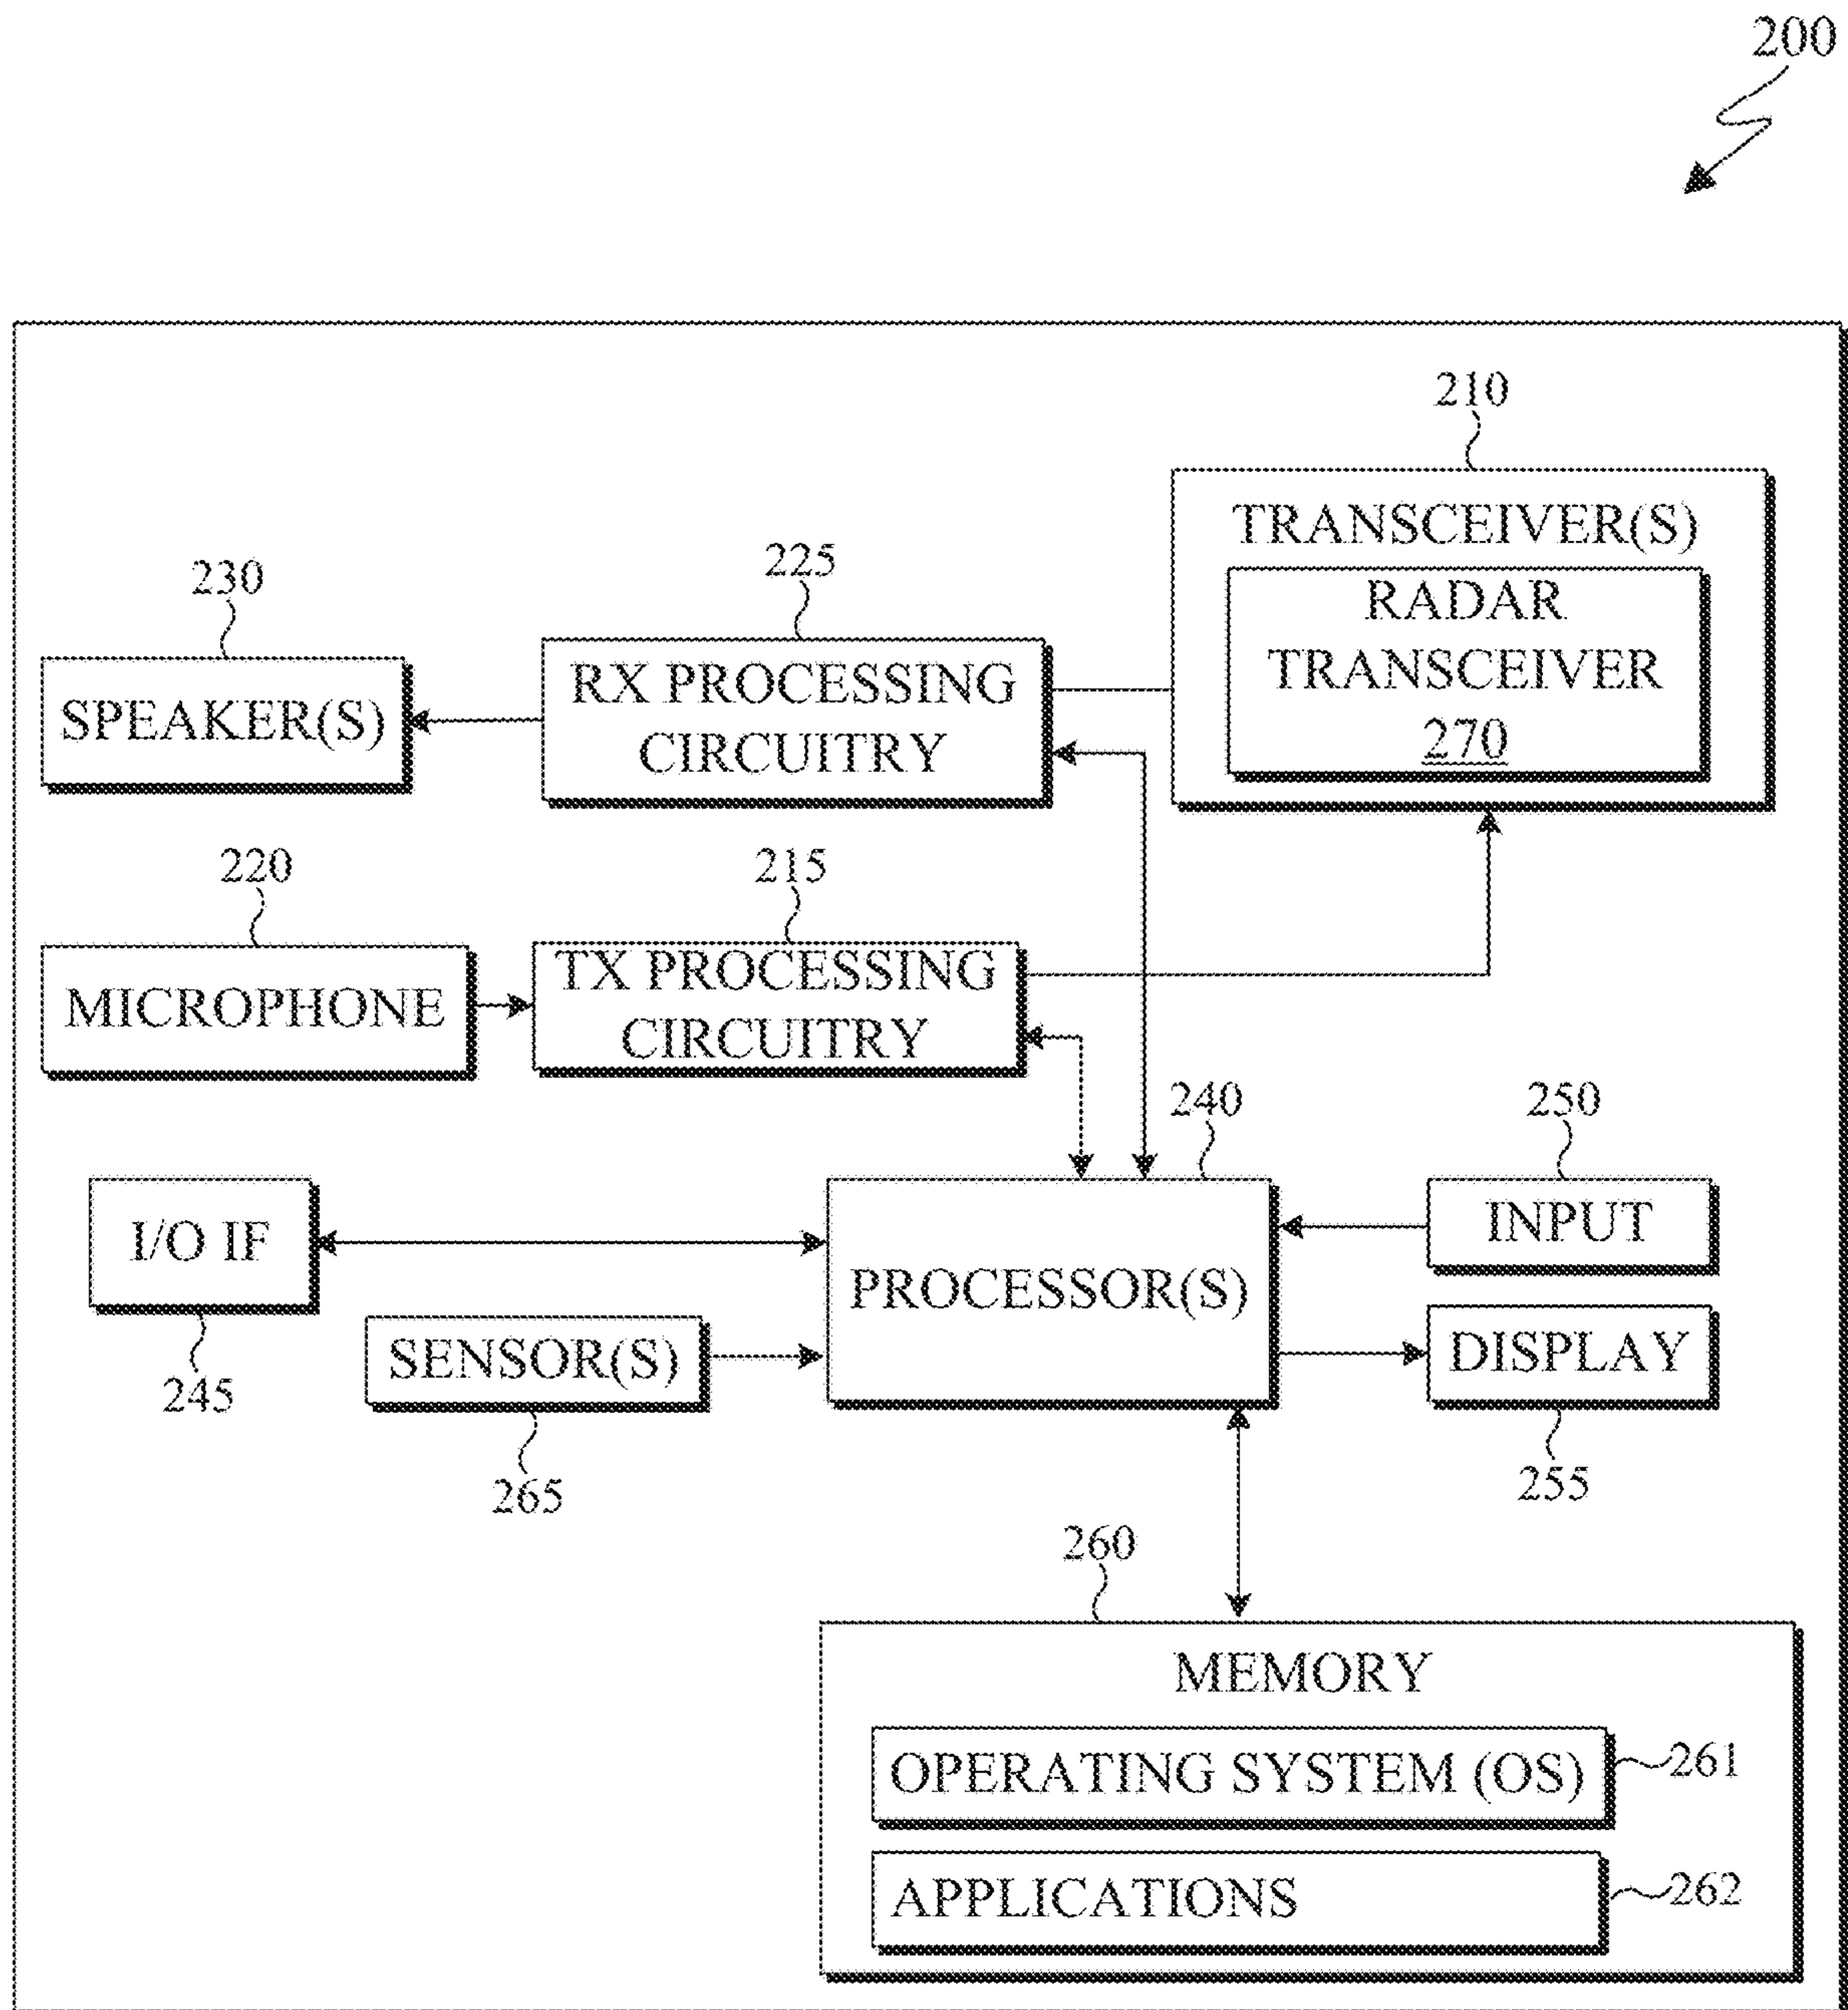 200
210
TRANSCEIVER(S)
RADAR
TRANSCEIVER
270
225
RX PROCESSING
CIRCUITRY
230
SPEAKER(S)
220
MICROPHONE
215
TX PROCESSING
CIRCUITRY
240
PROCESSOR(S)
250
INPUT
I/O IF
245
SENSOR(S)
265
DISPLAY
255
260
MEMORY
OPERATING SYSTEM (OS)
261
APPLICATIONS
262